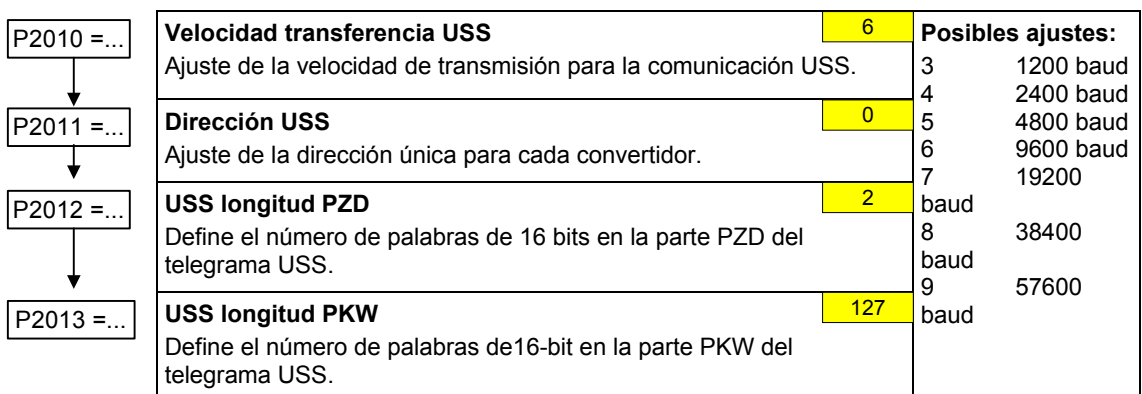 P2010 =...
Velocidad transferencia USS
6
Ajuste de la velocidad de transmisión para la comunicación USS.
P2011 =...
Dirección USS
0
Ajuste de la dirección única para cada convertidor.
P2012 =...
USS longitud PZD
2
Define el número de palabras de 16 bits en la parte PZD del
telegrama USS.
P2013 =...
USS longitud PKW
127
Define el número de palabras de16-bit en la parte PKW del
telegrama USS.
Posibles ajustes:
3 1200 baud
4 2400 baud
5 4800 baud
6 9600 baud
7 19200
baud
8 38400
baud
9 57600
baud